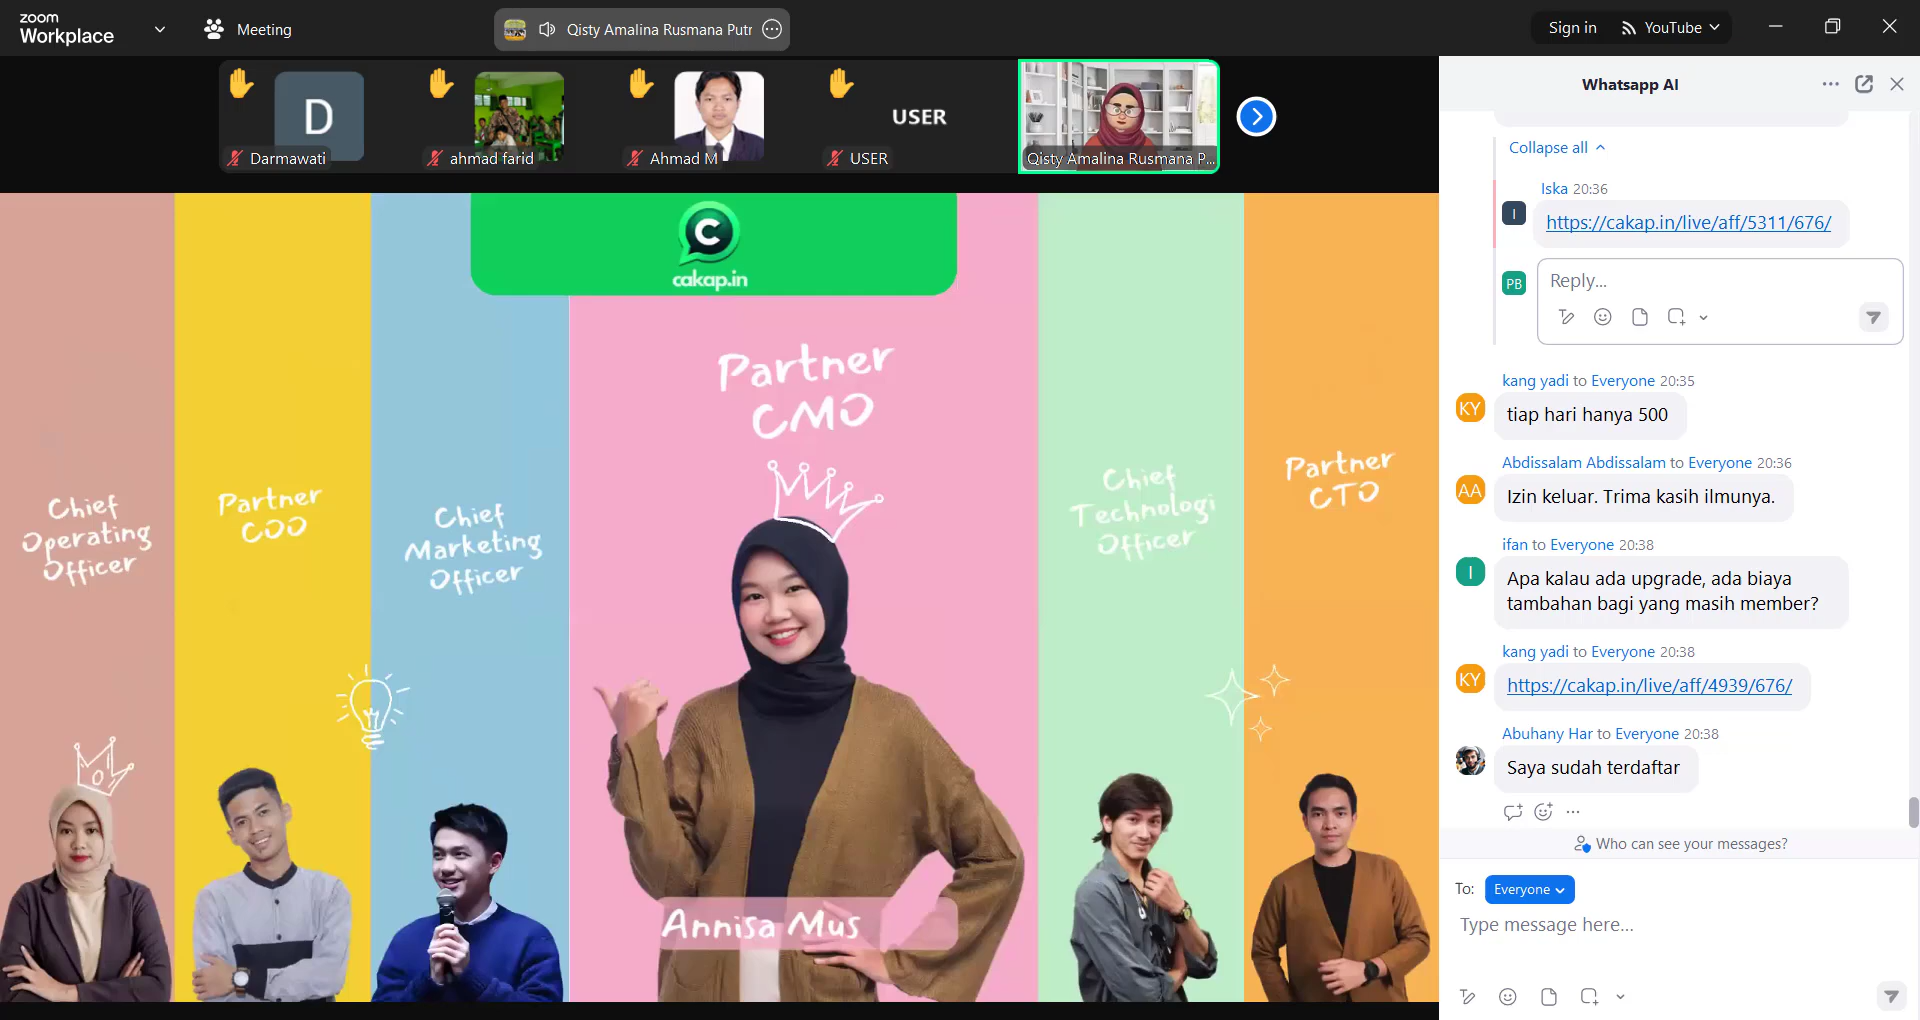 zoom
Workplace
Meeting
Qisty Amalina Rusmana Putr
Sign in
YouTube
D
Darmawati
ahmad farid
Ahmad M
USER
USER
Qisty Amalina Rusmana P...
C
cakap.in
Chief
Operating
Officer
Partner
COO
Chief
Marketing
Officer
Partner
CMO
Annisa Mus
Chief
Technologi
Officer
Partner
CTO
Whatsapp AI
Collapse all
Iska 20:36
I
https://cakap.in/live/aff/5311/676/
PB
Reply...
kang yadi to Everyone 20:35
KY
tiap hari hanya 500
Abdissalam Abdissalam to Everyone 20:36
AA
Izin keluar. Trima kasih ilmunya.
ifan to Everyone 20:38
I
Apa kalau ada upgrade, ada biaya
tambahan bagi yang masih member?
kang yadi to Everyone 20:38
KY
https://cakap.in/live/aff/4939/676/
Abuhany Har to Everyone 20:38
Saya sudah terdaftar
Who can see your messages?
To: Everyone
Type message here...